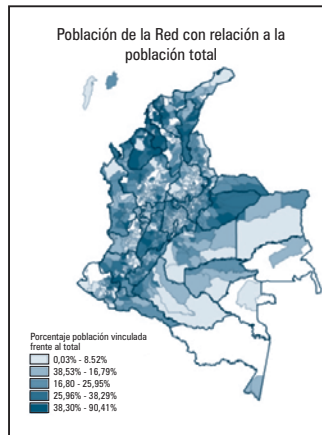 Población de la Red con relación a la
población total
Porcentaje población vinculada
frente al total
0,03% - 8.52%
38,53% - 16,79%
16,80 - 25,95%
25,96% - 38,29%
38,30% - 90,41%